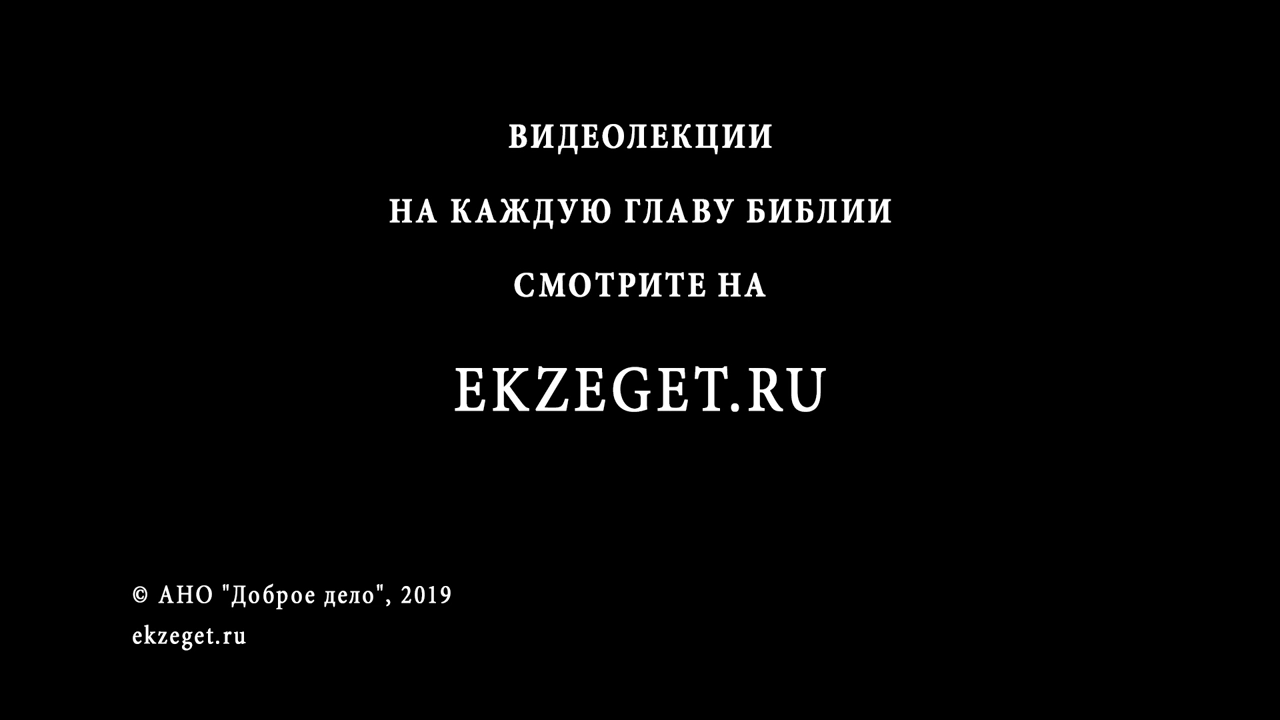 ВИДЕОЛЕКЦИИ
НА КАЖДУЮ ГЛАВУ БИБЛИИ
СМОТРИТЕ НА
EKZEGET.RU
© АНО "Доброе дело", 2019
ekzeget.ru